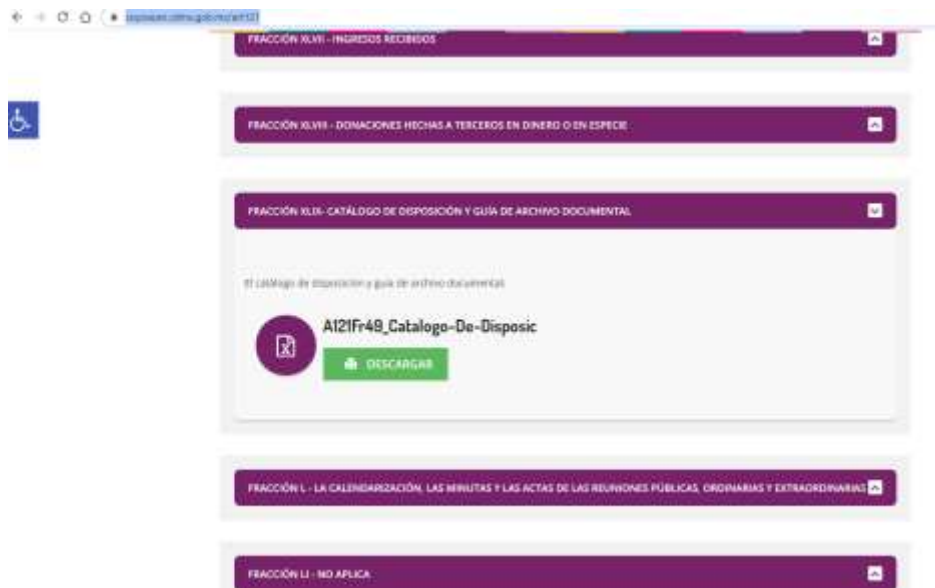 FRACCIÓN XLVII - INGRESOS RECIBIDOS
FRACCIÓN XLVIII - DONACIONES HECHAS A TERCEROS EN DINERO O EN ESPECIE
FRACCIÓN XLIX- CATÁLOGO DE DISPOSICIÓN Y GUÍA DE ARCHIVO DOCUMENTAL
El catálogo de disposición y guía de archivo documental
A121Fr49_Catalogo-De-Disposic
DESCARGAR
FRACCIÓN L - LA CALENDARIZACIÓN, LAS MINUTAS Y LAS ACTAS DE LAS REUNIONES PÚBLICAS, ORDINARIAS Y EXTRAORDINARIAS
FRACCIÓN LI - NO APLICA